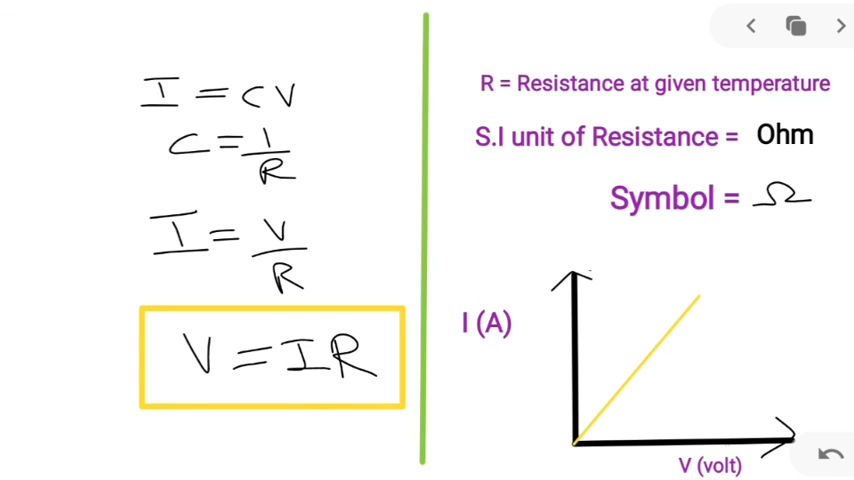 I = CV
C = 1/R
I = V/R
V = IR
R = Resistance at given temperature
S.I unit of Resistance = Ohm
Symbol = Ω
I (A)
V (volt)